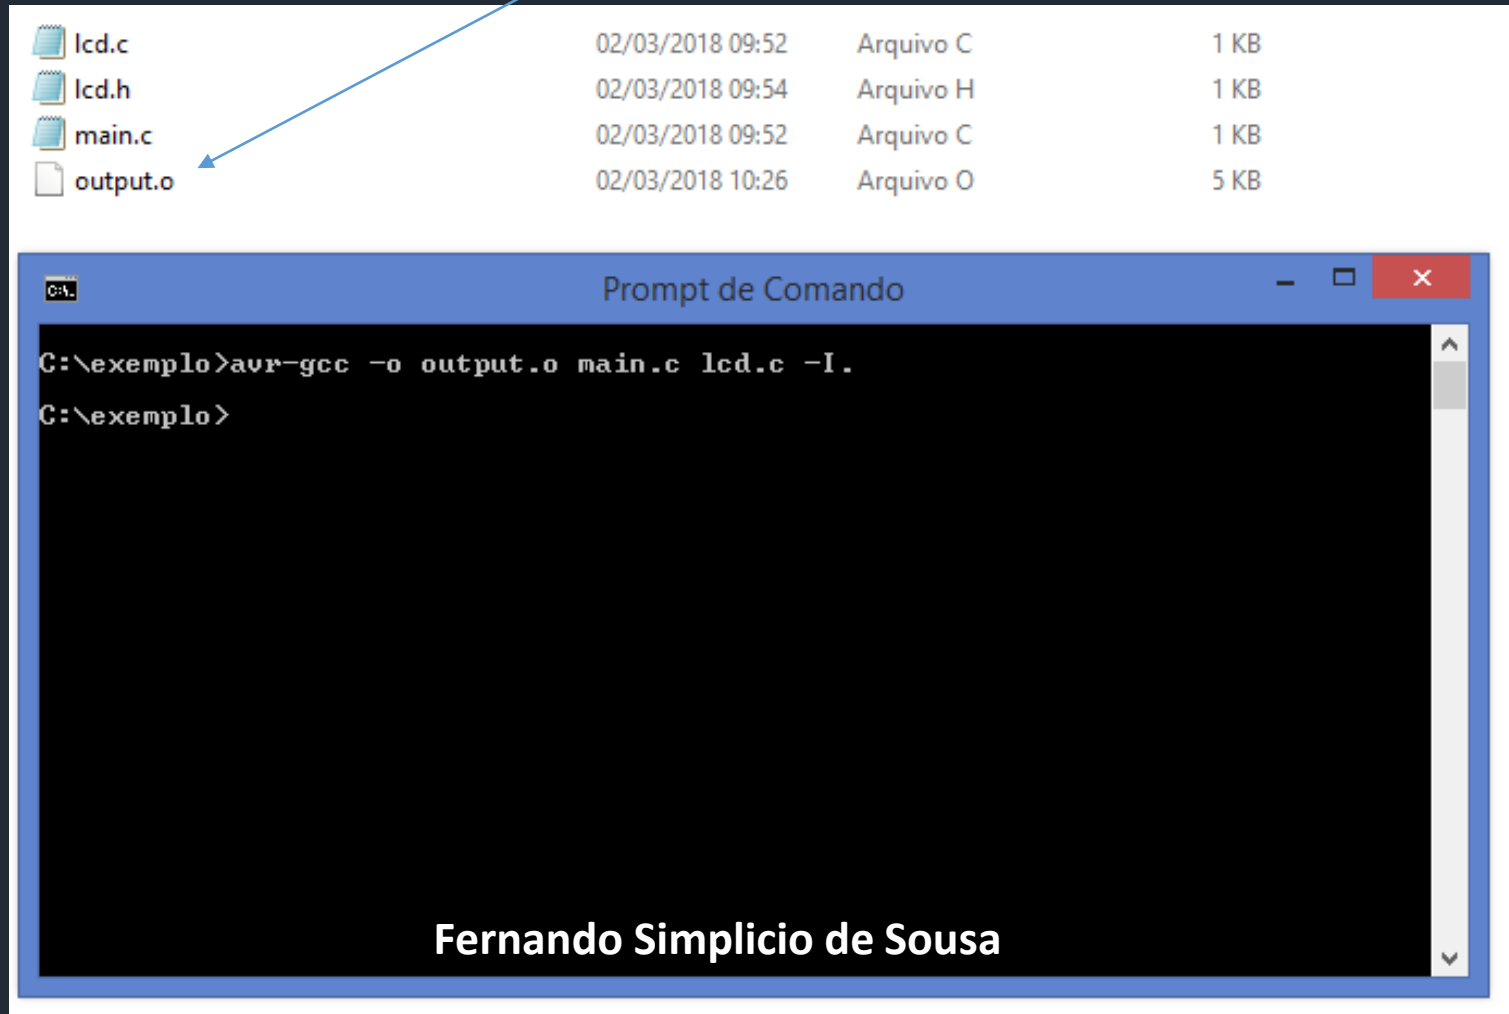 lcd.c 02/03/2018 09:52 Arquivo C 1 KB
lcd.h 02/03/2018 09:54 Arquivo H 1 KB
main.c 02/03/2018 09:52 Arquivo C 1 KB
output.o 02/03/2018 10:26 Arquivo O 5 KB
C:\. Prompt de Comando
C:\exemplo>avr-gcc -o output.o main.c lcd.c -I.
C:\exemplo>
Fernando Simplicio de Sousa